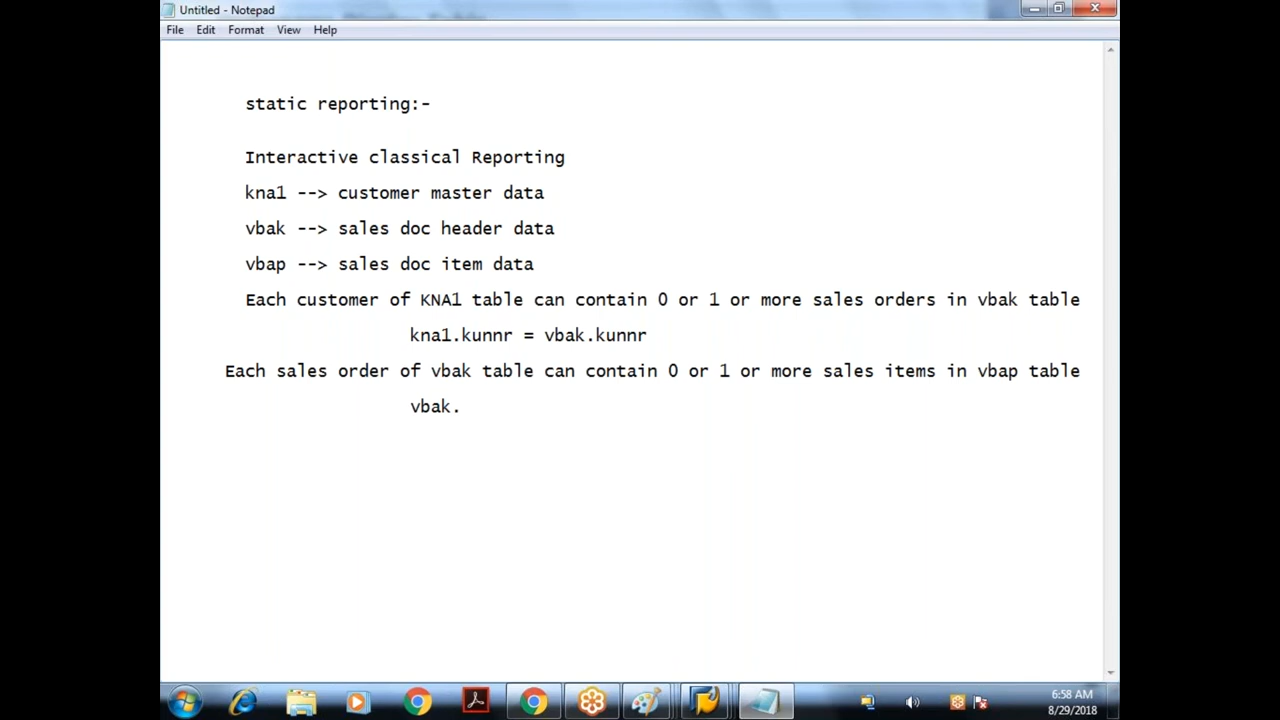 Untitled - Notepad
File Edit Format View Help
static reporting:-
Interactive classical Reporting
kna1 --> customer master data
vbak --> sales doc header data
vbap --> sales doc item data
Each customer of KNA1 table can contain 0 or 1 or more sales orders in vbak table
kna1.kunnr = vbak.kunnr
Each sales order of vbak table can contain 0 or 1 or more sales items in vbap table
vbak.
6:58 AM
8/29/2018